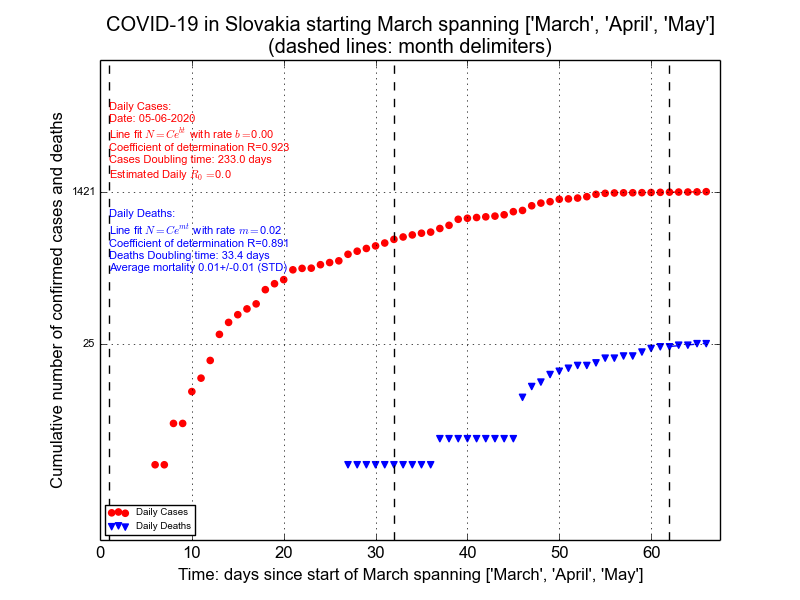 COVID-19 in Slovakia starting March spanning ['March', 'April', 'May']
(dashed lines: month delimiters)
Daily Cases:
Date: 05-06-2020
Line fit N = Ce^{bt} with rate b = 0.00
Coefficient of determination R=0.923
Cases Doubling time: 233.0 days
Estimated Daily R_0 = 0.0
1421
Daily Deaths:
Line fit N = Ce^{mt} with rate m = 0.02
Coefficient of determination R=0.891
Deaths Doubling time: 33.4 days
Average mortality 0.01+/-0.01 (STD)
25
Cumulative number of confirmed cases and deaths
Daily Cases
Daily Deaths
0 10 20 30 40 50 60
Time: days since start of March spanning ['March', 'April', 'May']